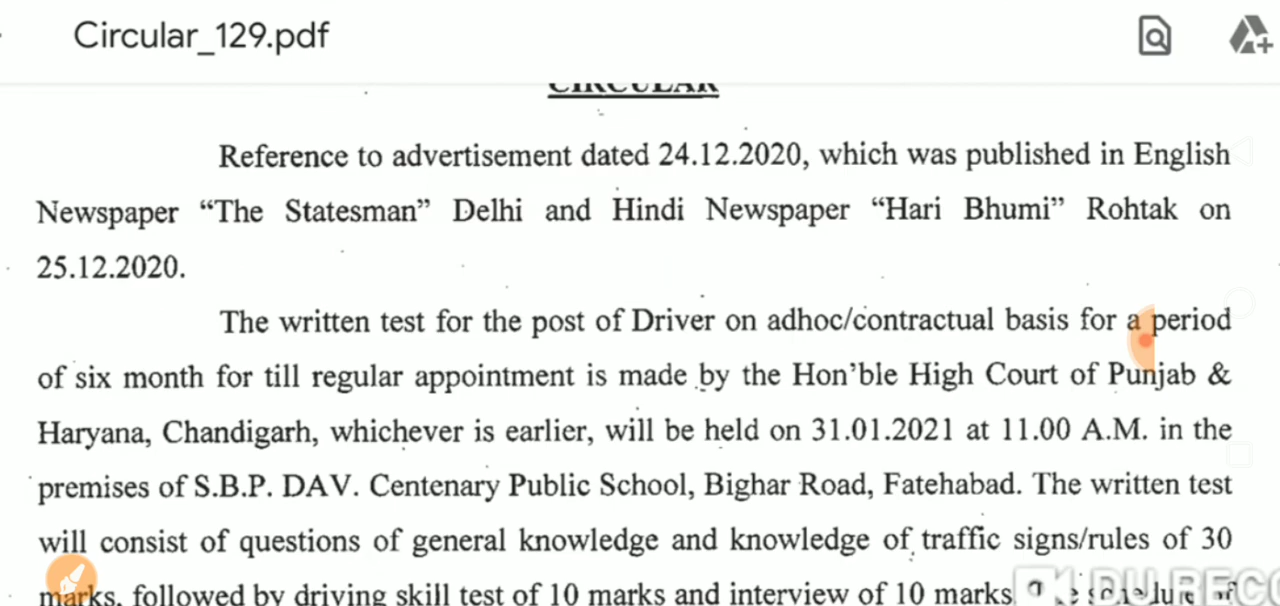 Circular_129.pdf
CIRCULAR
Reference to advertisement dated 24.12.2020, which was published in English
Newspaper “The Statesman” Delhi and Hindi Newspaper “Hari Bhumi” Rohtak on
25.12.2020.
The written test for the post of Driver on adhoc/contractual basis for a period
of six month for till regular appointment is made by the Hon’ble High Court of Punjab &
Haryana, Chandigarh, whichever is earlier, will be held on 31.01.2021 at 11.00 A.M. in the
premises of S.B.P. DAV. Centenary Public School, Bighar Road, Fatehabad. The written test
will consist of questions of general knowledge and knowledge of traffic signs/rules of 30
marks, followed by driving skill test of 10 marks and interview of 10 marks